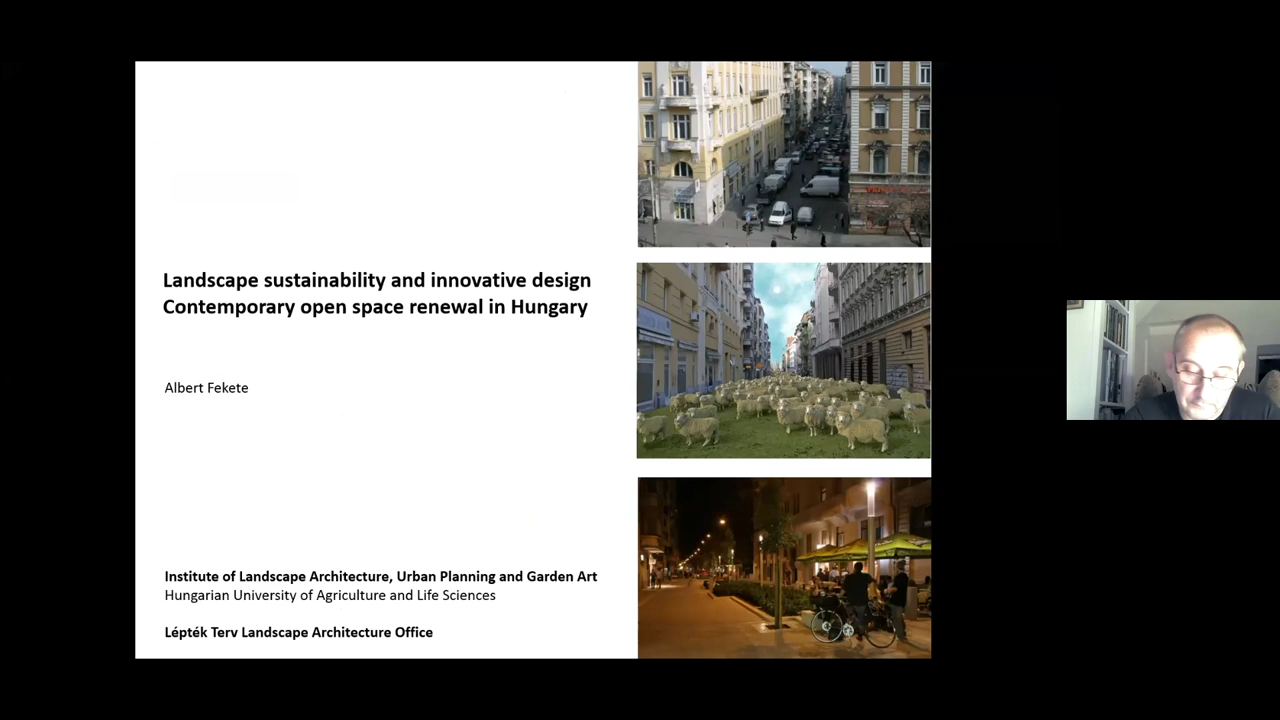 Landscape sustainability and innovative design
Contemporary open space renewal in Hungary
Albert Fekete
Institute of Landscape Architecture, Urban Planning and Garden Art
Hungarian University of Agriculture and Life Sciences
Lépték Terv Landscape Architecture Office